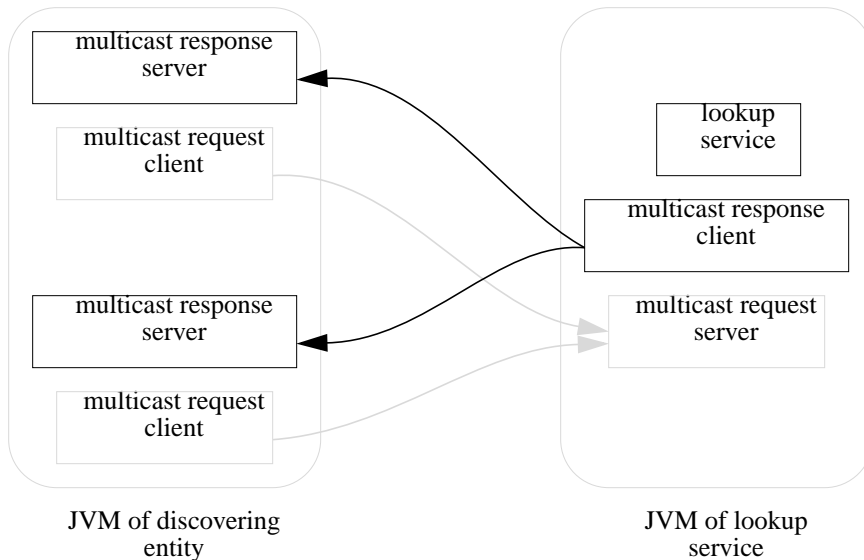 multicast response
server
multicast request
client
multicast response
server
multicast request
client
JVM of discovering
entity
lookup
service
multicast response
client
multicast request
server
JVM of lookup
service